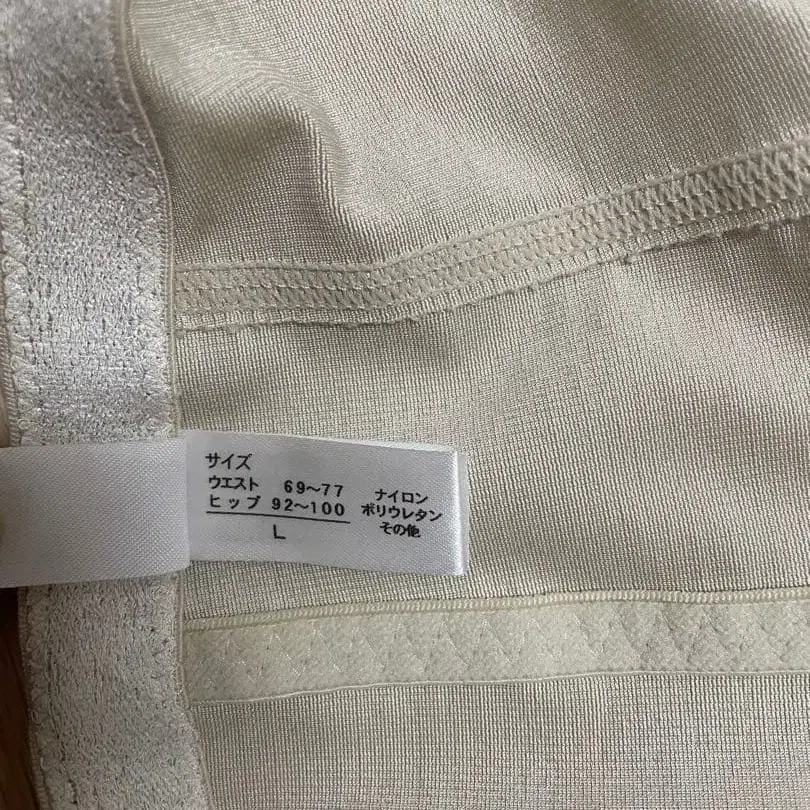 サイズ
ウエスト 69～77
ヒップ 92～100
L
ナイロン
ポリウレタン
その他